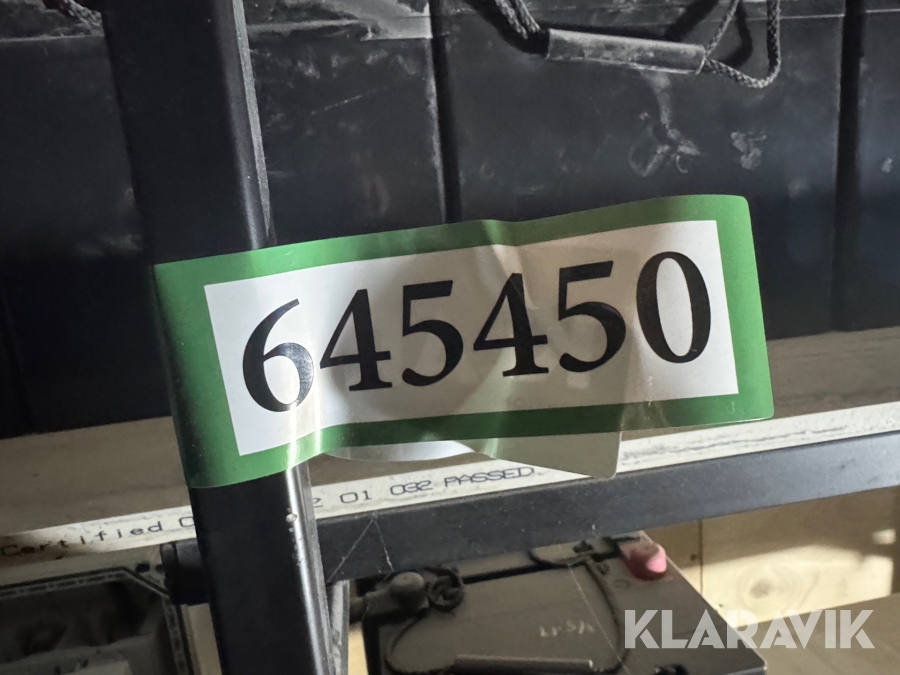 645450
Certified
01 032 PASSED
KLARAVIK